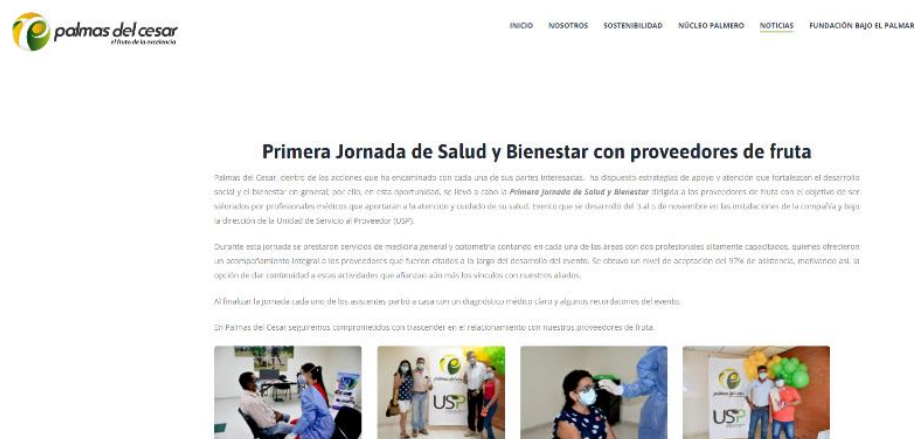 palmas del cesar
el fruto de la excelencia
INICIO NOSOTROS SOSTENIBILIDAD NÚCLEO PALMERO NOTICIAS FUNDACIÓN BAJO EL PALMAR
Primera Jornada de Salud y Bienestar con proveedores de fruta
Palmas del Cesar, dentro de las acciones que ha encaminado con cada una de sus partes interesadas, ha dispuesto estrategias de apoyo y atención que fortalezcan el desarrollo
social y el bienestar en general; por ello, en esta oportunidad, se llevó a cabo la Primera Jornada de Salud y Bienestar dirigida a los proveedores de fruta con el objetivo de ser
valorados por profesionales médicos que aportaran a la atención y cuidado de su salud. Evento que se desarrolló del 3 al 5 de noviembre en las instalaciones de la compañía y bajo
la dirección de la Unidad de Servicio al Proveedor (USP).
Durante esta jornada se prestaron servicios de medicina general y optometría contando en cada una de las áreas con dos profesionales altamente capacitados, quienes ofrecieron
un acompañamiento integral a los proveedores que fueron citados a lo largo del desarrollo del evento. Se obtuvo un nivel de aceptación del 97% de asistencia, motivando así, la
opción de dar continuidad a estas actividades que afianzan aún más los vínculos con nuestros aliados.
Al finalizar la jornada cada uno de los asistentes partió a casa con un diagnóstico médico claro y algunos recordatorios del evento.
En Palmas del Cesar seguiremos comprometidos con trascender en el relacionamiento con nuestros proveedores de fruta.
palmas del cesar
USP
palmas del cesar
USP